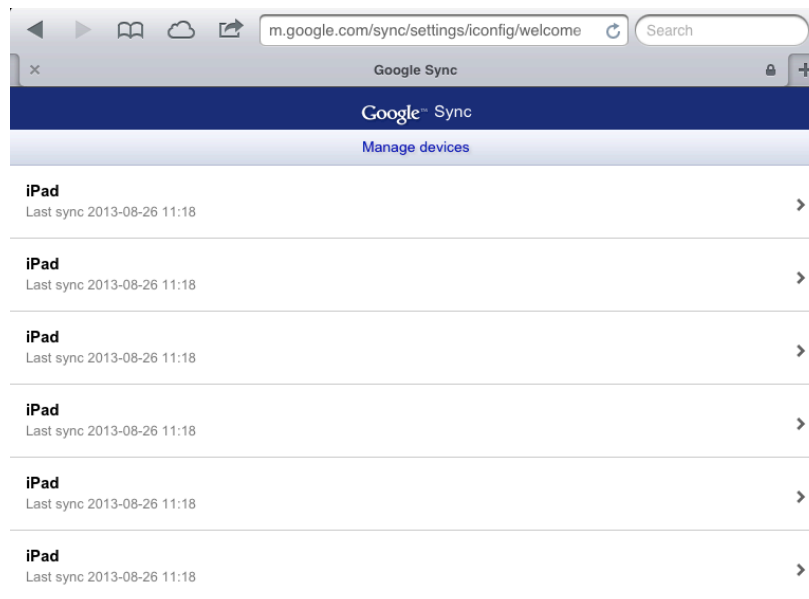 m.google.com/sync/settings/iconfig/welcome
Search
Google Sync
Google™ Sync
Manage devices
iPad
Last sync 2013-08-26 11:18
iPad
Last sync 2013-08-26 11:18
iPad
Last sync 2013-08-26 11:18
iPad
Last sync 2013-08-26 11:18
iPad
Last sync 2013-08-26 11:18
iPad
Last sync 2013-08-26 11:18